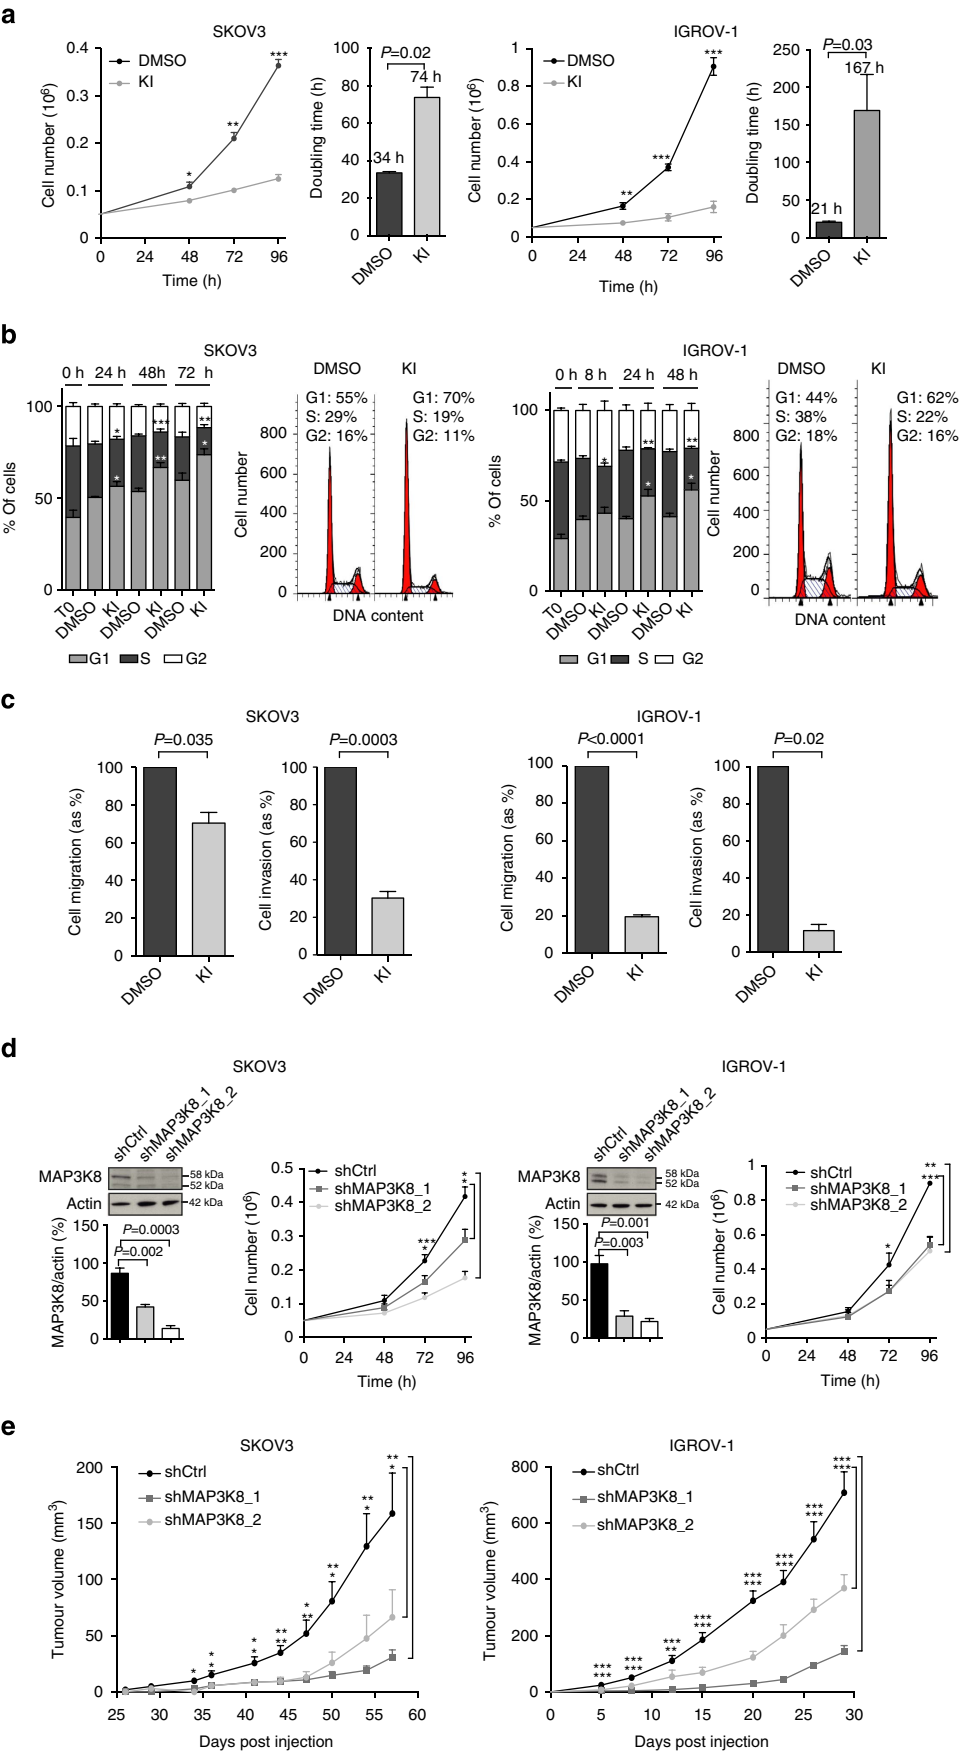 a
SKOV3
IGROV-1
DMSO
KI
Cell number (10⁶)
0.4
0.3
0.2
0.1
0
0 24 48 72 96
Time (h)
*
**
***
P=0.02
Doubling time (h)
100
80
60
40
20
0
34 h
74 h
DMSO
KI
DMSO
KI
Cell number (10⁶)
1
0.8
0.6
0.4
0.2
0
0 24 48 72 96
Time (h)
**
***
***
P=0.03
Doubling time (h)
250
200
150
100
50
0
21 h
167 h
DMSO
KI
b
SKOV3
0 h 24 h 48h 72 h
% Of cells
100
50
0
T0 DMSO KI DMSO KI DMSO KI
G1 S G2
DMSO
G1: 55%
S: 29%
G2: 16%
KI
G1: 70%
S: 19%
G2: 11%
Cell number
800
600
400
200
0
DNA content
IGROV-1
0 h 8 h 24 h 48 h
% Of cells
100
50
0
T0 DMSO KI DMSO KI DMSO KI
G1 S G2
DMSO
G1: 44%
S: 38%
G2: 18%
KI
G1: 62%
S: 22%
G2: 16%
Cell number
800
600
400
200
0
DNA content
c
SKOV3
P=0.035
Cell migration (as %)
100
80
60
40
20
0
DMSO
KI
P=0.0003
Cell invasion (as %)
100
80
60
40
20
0
DMSO
KI
IGROV-1
P<0.0001
Cell migration (as %)
100
80
60
40
20
0
DMSO
KI
P=0.02
Cell invasion (as %)
100
80
60
40
20
0
DMSO
KI
d
SKOV3
shCtrl
shMAP3K8_1
shMAP3K8_2
MAP3K8
58 kDa
52 kDa
Actin
42 kDa
MAP3K8/actin (%)
150
100
50
0
P=0.0003
P=0.002
Cell number (10⁶)
0.5
0.4
0.3
0.2
0.1
0
shCtrl
shMAP3K8_1
shMAP3K8_2
0 24 48 72 96
Time (h)
IGROV-1
shCtrl
shMAP3K8_1
shMAP3K8_2
MAP3K8
58 kDa
52 kDa
Actin
42 kDa
MAP3K8/actin (%)
150
100
50
0
P=0.001
P=0.003
Cell number (10⁶)
1
0.8
0.6
0.4
0.2
0
shCtrl
shMAP3K8_1
shMAP3K8_2
0 24 48 72 96
Time (h)
e
SKOV3
Tumour volume (mm³)
200
150
100
50
0
shCtrl
shMAP3K8_1
shMAP3K8_2
25 30 35 40 45 50 55 60
Days post injection
IGROV-1
Tumour volume (mm³)
800
600
400
200
0
shCtrl
shMAP3K8_1
shMAP3K8_2
0 5 10 15 20 25 30
Days post injection